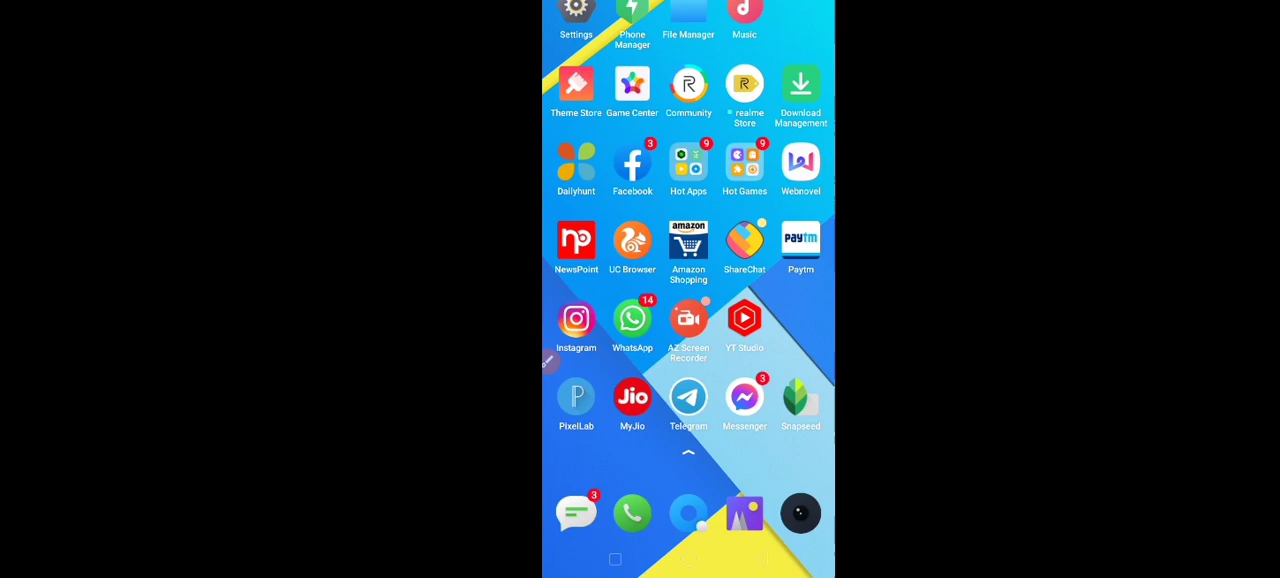 Settings
Phone
Manager
File Manager
Music
Theme Store
Game Center
R
Community
R
realme
Store
Download
Management
Dailyhunt
3
Facebook
9
Hot Apps
9
Hot Games
Webnovel
np
NewsPoint
UC Browser
amazon
Amazon
Shopping
ShareChat
paytm
Paytm
Instagram
14
WhatsApp
AZ Screen
Recorder
YT Studio
P
PixelLab
Jio
MyJio
Telegram
3
Messenger
Snapseed
3